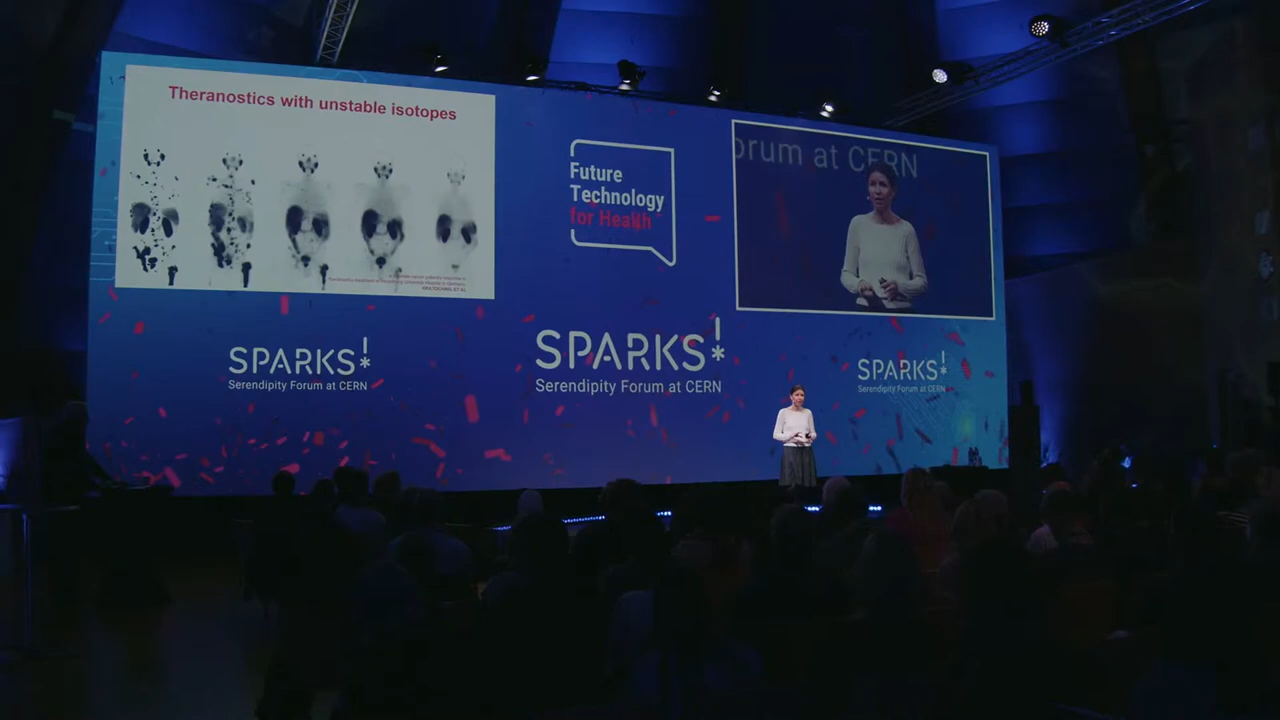 Theranostics with unstable isotopes
Future
Technology
for Health
orum at CERN
SPARKS!
Serendipity Forum at CERN
SPARKS!
Serendipity Forum at CERN
SPARKS!
Serendipity Forum at CERN